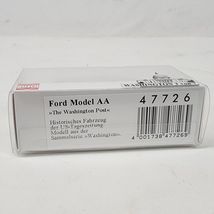 WASHINGTON
Ford Model AA
»The Washington Post«
Historisches Fahrzeug
der US-Tageszeitung
Modell aus der
Sammelserie »Washington«.
47726
4 001738 477269